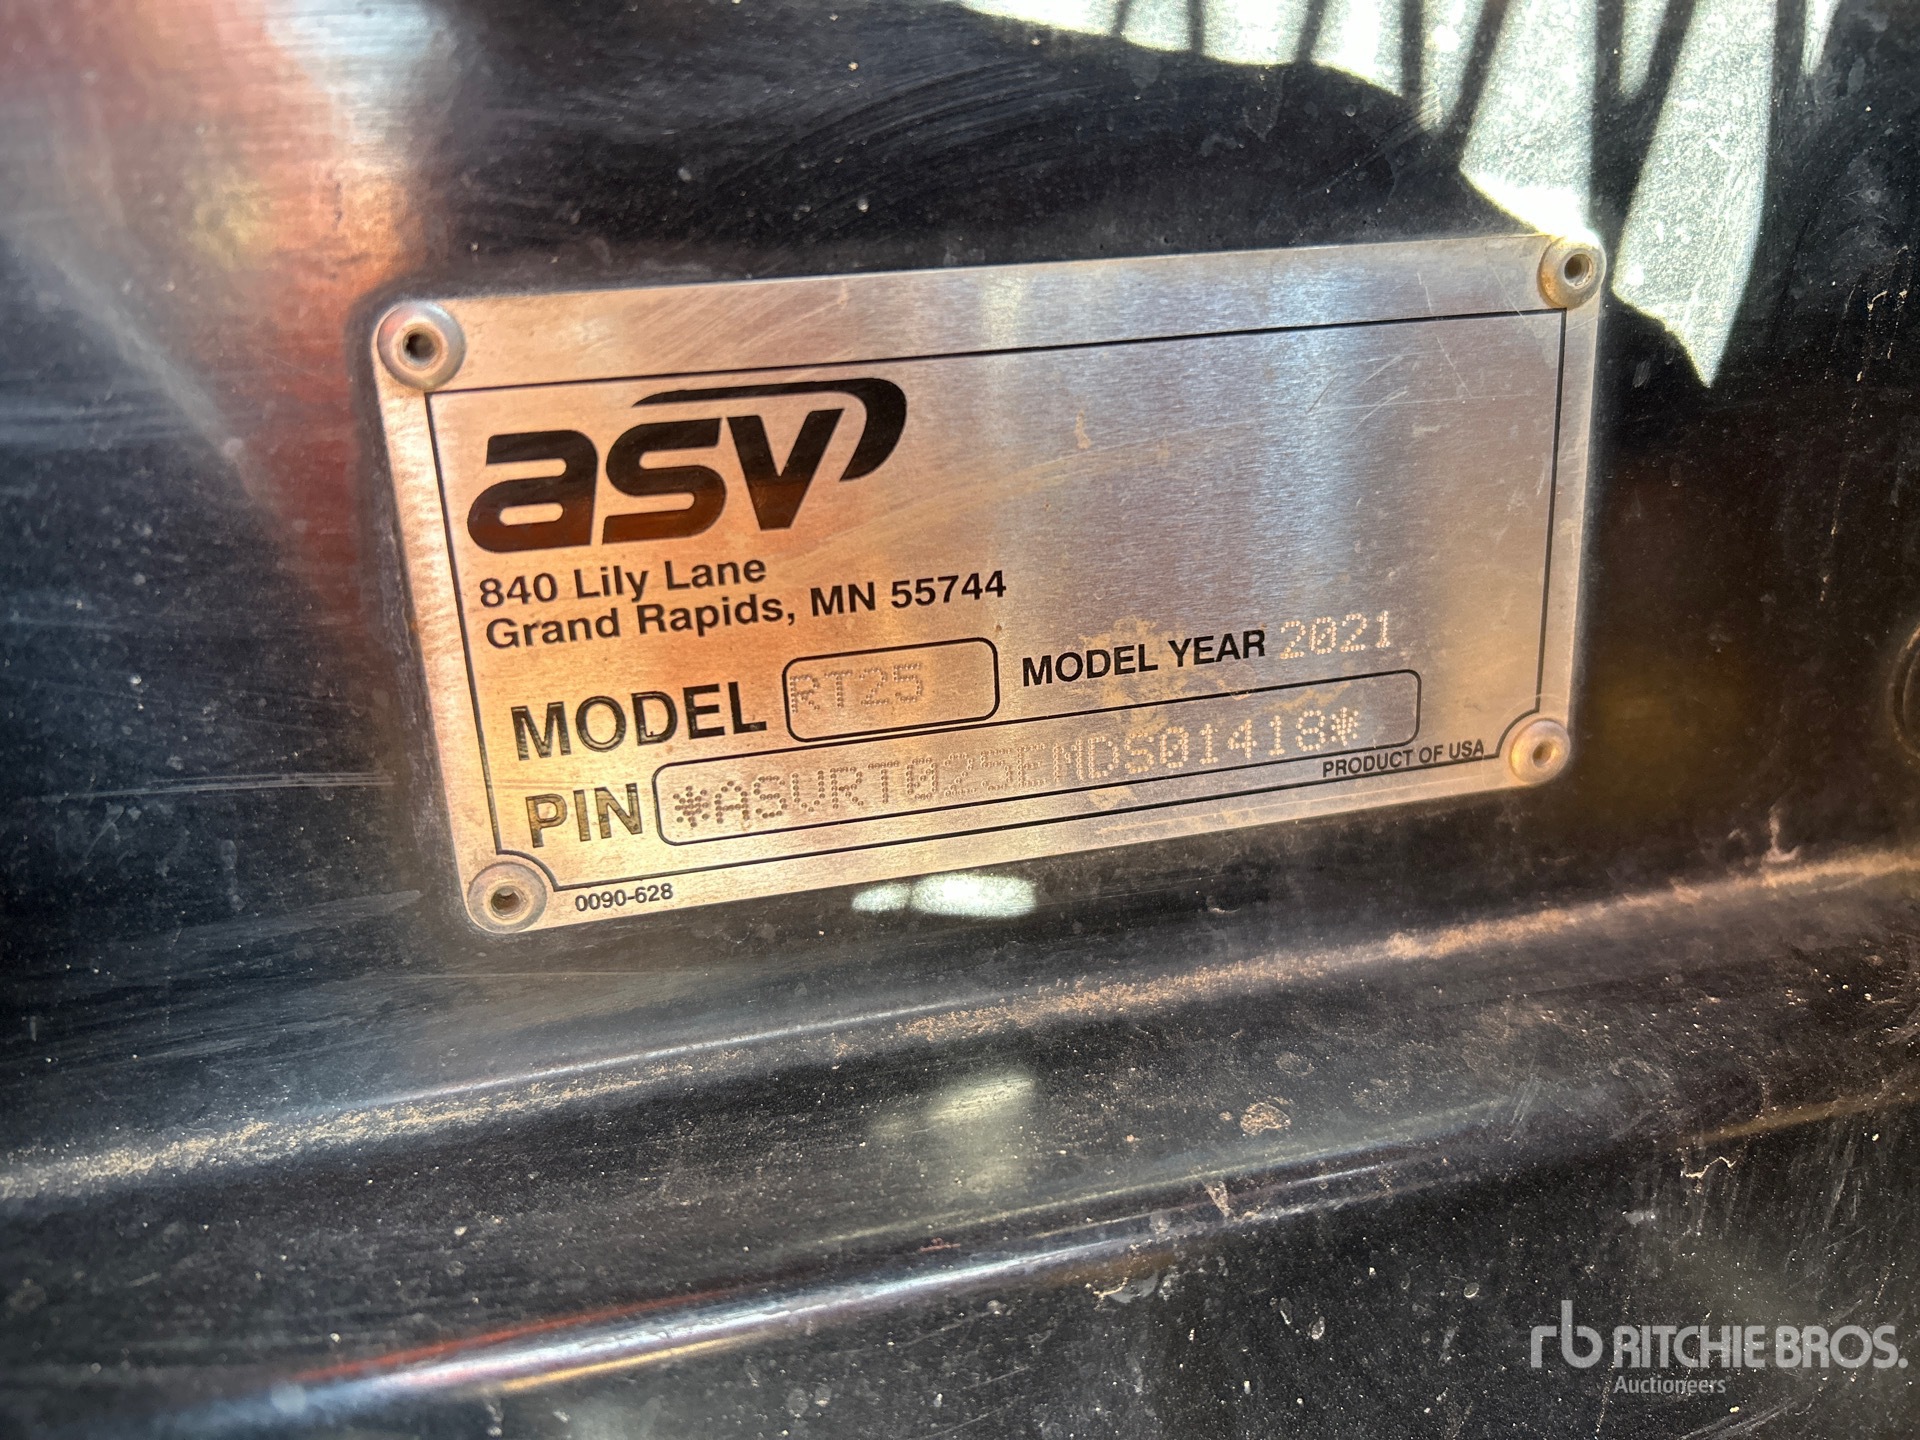 asv
840 Lily Lane
Grand Rapids, MN 55744
MODEL RT25 MODEL YEAR 2021
PIN *ASVRT025EMDS01418*
PRODUCT OF USA
0090-628
rb RITCHIE BROS.
Auctioneers